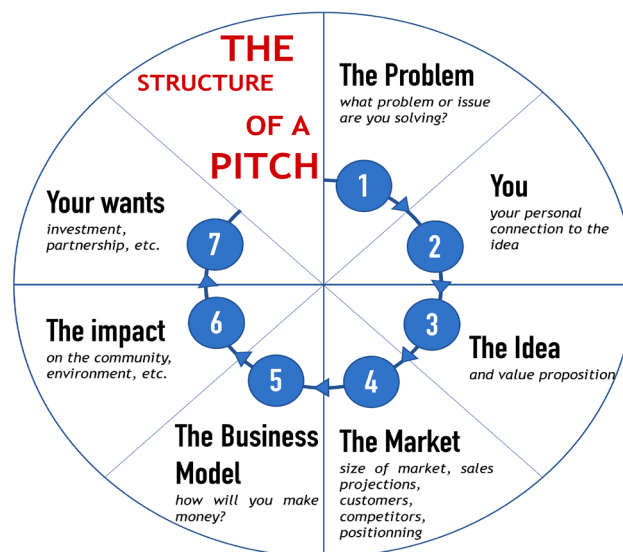 THE
STRUCTURE
OF A
PITCH
The Problem
what problem or issue
are you solving?
1
You
your personal
connection to the
idea
2
3
The Idea
and value proposition
4
The Market
size of market, sales
projections,
customers,
competitors,
positionning
5
The Business
Model
how will you make
money?
6
The impact
on the community,
environment, etc.
7
Your wants
investment,
partnership, etc.